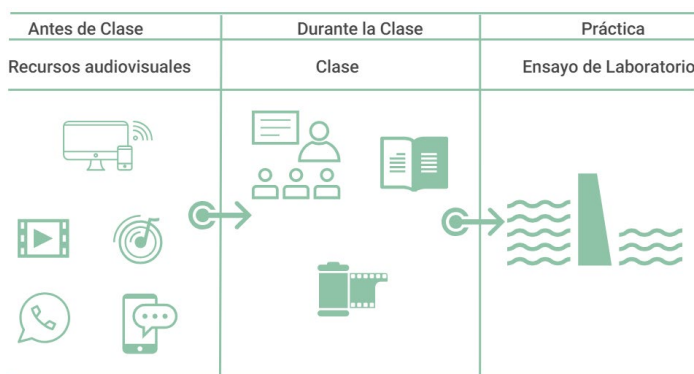 Antes de Clase
Durante la Clase
Práctica
Recursos audiovisuales
Clase
Ensayo de Laboratorio